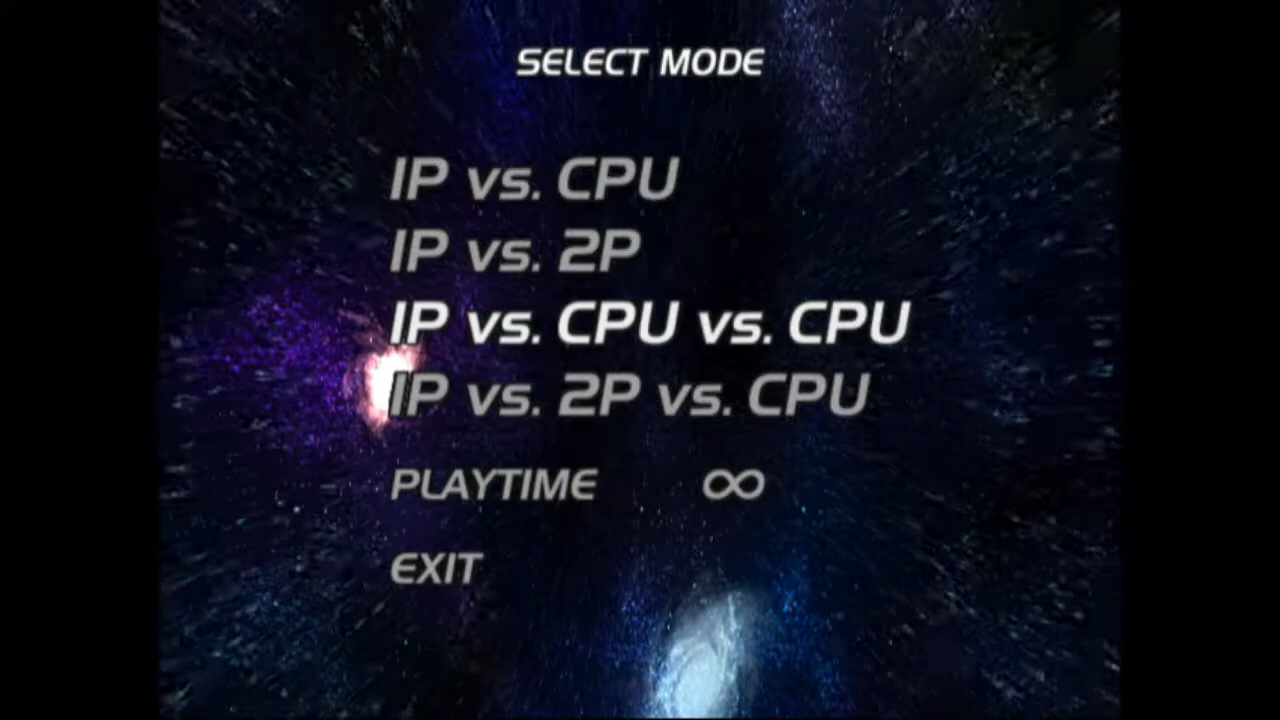 SELECT MODE
1P vs. CPU
1P vs. 2P
1P vs. CPU vs. CPU
1P vs. 2P vs. CPU
PLAYTIME ∞
EXIT